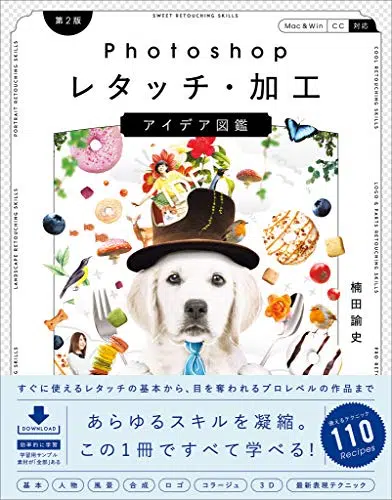 SWEET RETOUCHING SKILLS
第2版
Mac & Win CC 対応
Photoshop
レタッチ・加工
アイデア図鑑
PORTRAIT RETOUCHING SKILLS
LANDSCAPE RETOUCHING SKILLS
COOL RETOUCHING SKILLS
LOGO & PARTS RETOUCHING SKILLS
楠田諭史
すぐに使えるレタッチの基本から、目を奪われるプロレベルの作品まで
DOWNLOAD
効率的に学習
学習用サンプル
素材が「全部」ある
あらゆるスキルを凝縮。
この1冊ですべて学べる!
使えるテクニック
110
Recipes
基本 人物 風景 合成 ロゴ コラージュ 3D 最新表現テクニック